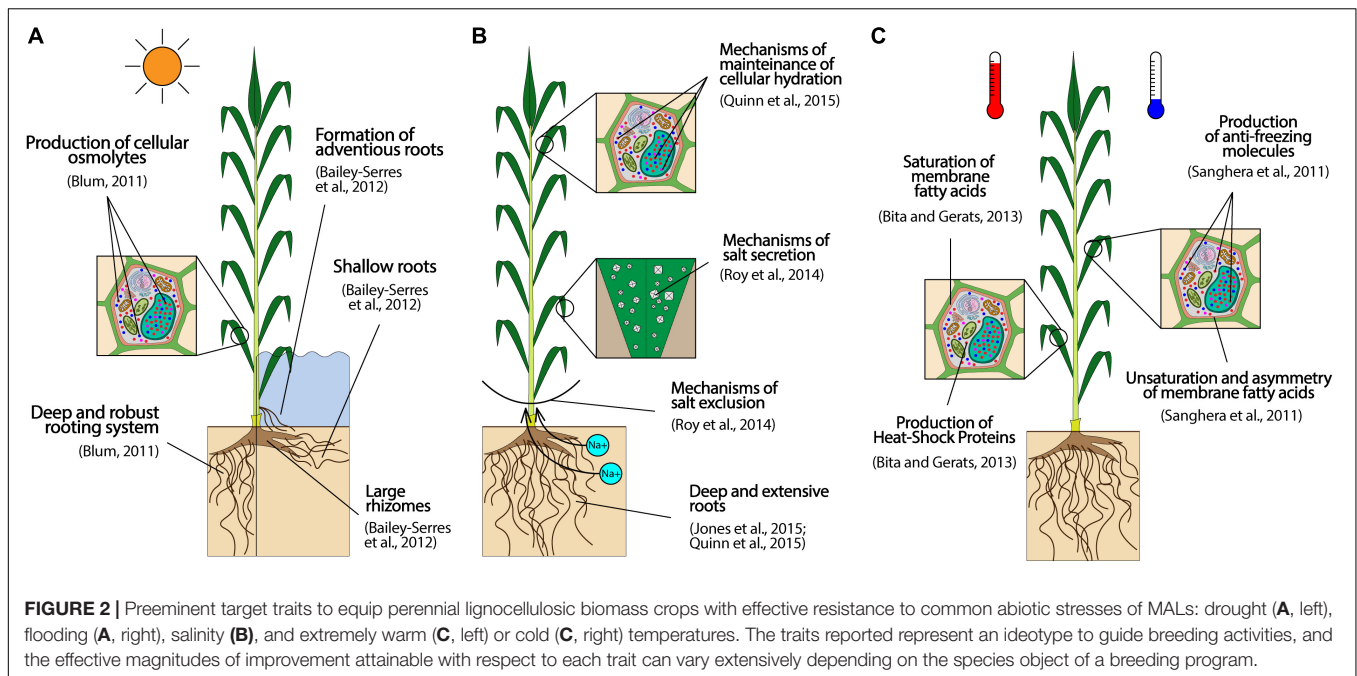 A
Production of cellular
osmolytes
(Blum, 2011)
Formation of
adventious roots
(Bailey-Serres
et al., 2012)
Shallow roots
(Bailey-Serres
et al., 2012)
Deep and robust
rooting system
(Blum, 2011)
Large
rhizomes
(Bailey-Serres
et al., 2012)
B
Mechanisms of
mainteinance of
cellular hydration
(Quinn et al., 2015)
Mechanisms of
salt secretion
(Roy et al., 2014)
Mechanisms of
salt exclusion
(Roy et al., 2014)
Na+
Na+
Deep and extensive
roots
(Jones et al., 2015;
Quinn et al., 2015)
C
Saturation of
membrane
fatty acids
(Bita and Gerats, 2013)
Production
of anti-freezing
molecules
(Sanghera et al., 2011)
Production of
Heat-Shock Proteins
(Bita and Gerats, 2013)
Unsaturation and asymmetry
of membrane fatty acids
(Sanghera et al., 2011)
FIGURE 2 | Preeminent target traits to equip perennial lignocellulosic biomass crops with effective resistance to common abiotic stresses of MALs: drought (A, left),
flooding (A, right), salinity (B), and extremely warm (C, left) or cold (C, right) temperatures. The traits reported represent an ideotype to guide breeding activities, and
the effective magnitudes of improvement attainable with respect to each trait can vary extensively depending on the species object of a breeding program.